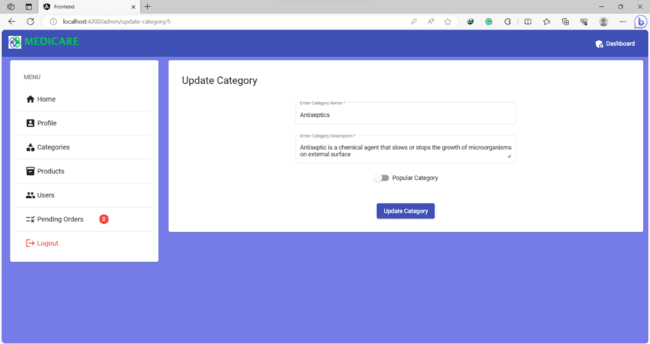 Frontend
localhost:4200/admin/update-category/5
MEDICARE
Dashboard
MENU
Home
Profile
Categories
Products
Users
Pending Orders 2
Logout
Update Category
Enter Category Name *
Antiseptics
Enter Category Description *
Antiseptic is a chemical agent that slows or stops the growth of microorganisms
on external surface
Popular Category
Update Category